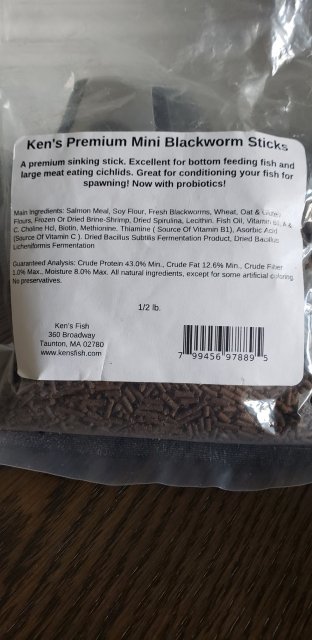 Ken's Premium Mini Blackworm Sticks
A premium sinking stick. Excellent for bottom feeding fish and
large meat eating cichlids. Great for conditioning your fish for
spawning! Now with probiotics!
Main Ingredients: Salmon Meal, Soy Flour, Fresh Blackworms, Wheat, Oat & Gluten
Flours, Frozen Or Dried Brine-Shrimp, Dried Spirulina, Lecithin, Fish Oil, Vitamin A &
C, Choline Hcl, Biotin, Methionine, Thiamine ( Source Of Vitamin B1), Asorbic Acid
(Source Of Vitamin C ). Dried Bacillus Subtilis Fermentation Product, Dried Bacillus
Licheniformis Fermentation
Guaranteed Analysis: Crude Protein 43.0% Min., Crude Fat 12.6% Min., Crude Fiber
1.0% Max., Moisture 8.0% Max. All natural ingredients, except for some artificial coloring.
No preservatives.
1/2 lb.
Ken's Fish
360 Broadway
Taunton, MA 02780
www.kensfish.com
7 99456 97889 5